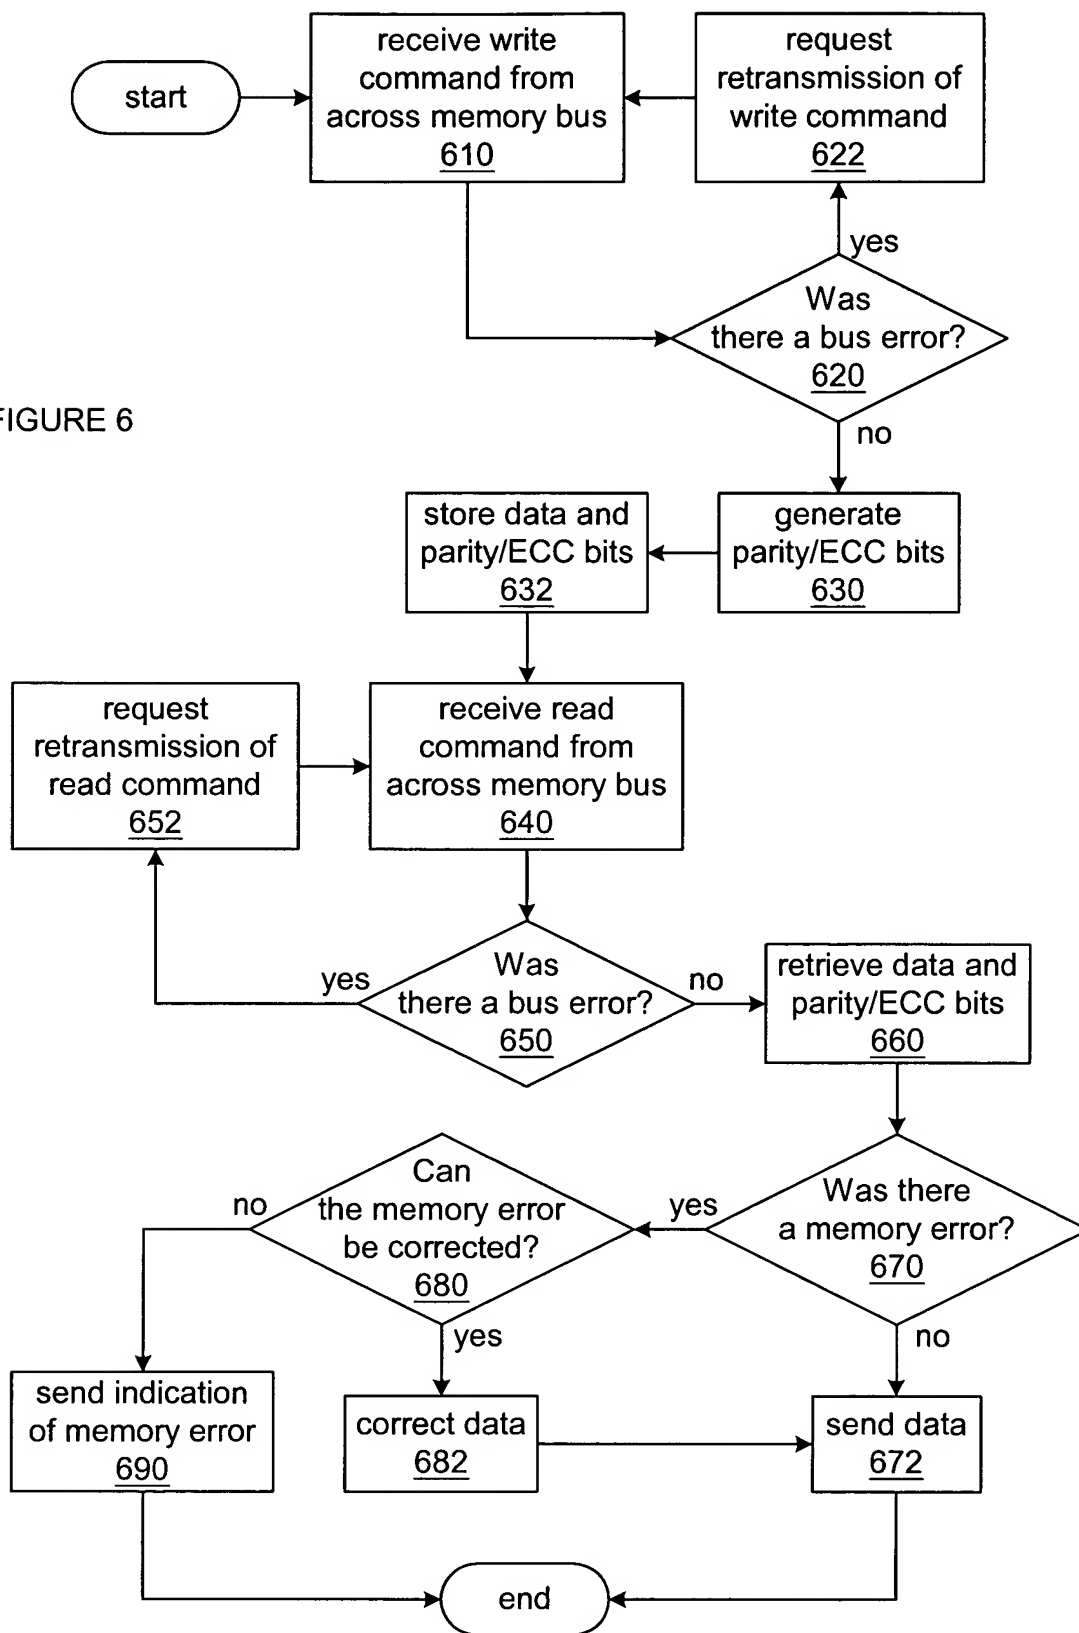 receive write
command from
across memory bus
610
request
retransmission of
write command
622
start
yes
Was
there a bus error?
620
FIGURE 6
no
store data and
parity/ECC bits
632
generate
parity/ECC bits
630
request
retransmission of
read command
652
receive read
command from
across memory bus
640
yes
Was
there a bus error?
650
no
retrieve data and
parity/ECC bits
660
no
Can
the memory error
be corrected?
680
yes
Was there
a memory error?
670
yes
no
send indication
of memory error
690
correct data
682
send data
672
end